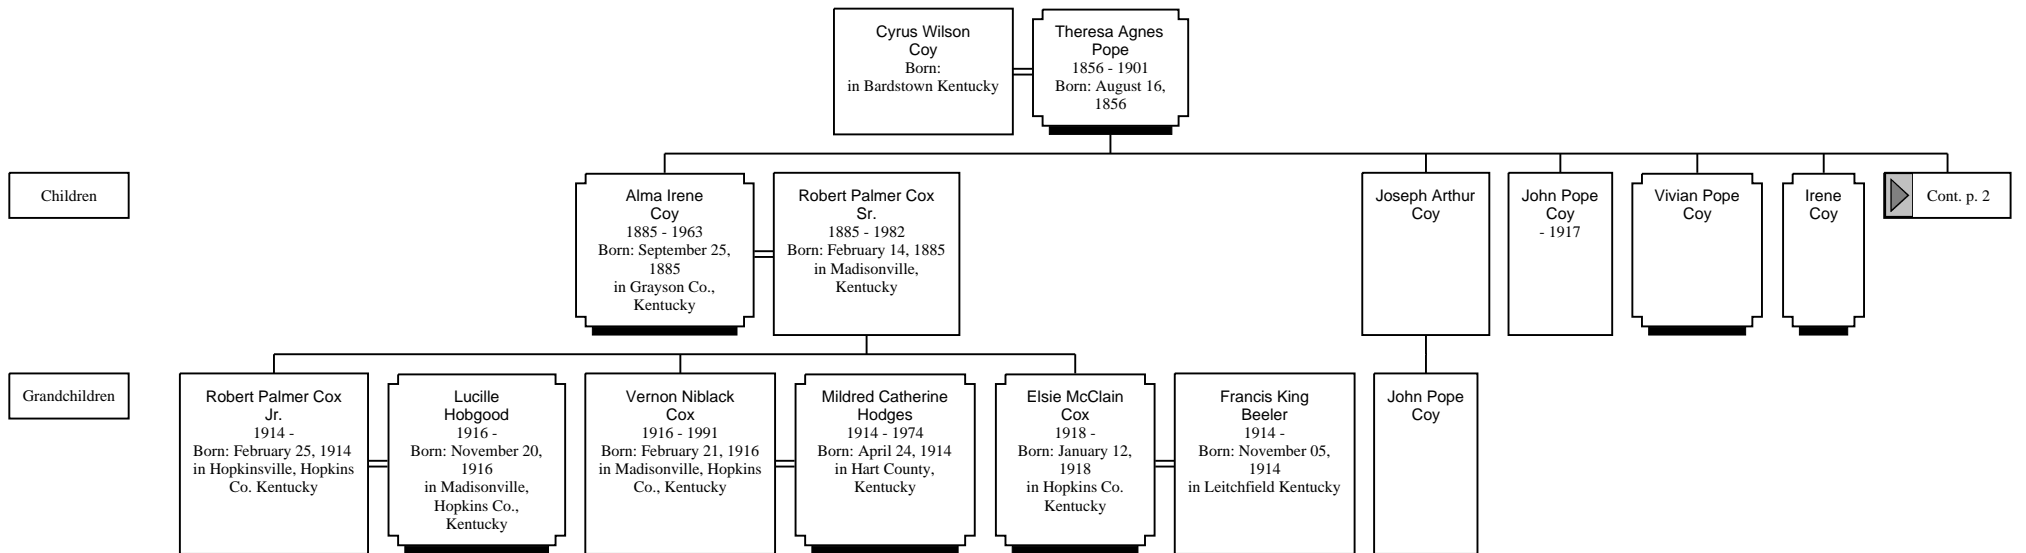 Cyrus Wilson
Coy
Born:
in Bardstown Kentucky
Theresa Agnes
Pope
1856 - 1901
Born: August 16,
1856
Children
Alma Irene
Coy
1885 - 1963
Born: September 25,
1885
in Grayson Co.,
Kentucky
Robert Palmer Cox
Sr.
1885 - 1982
Born: February 14, 1885
in Madisonville,
Kentucky
Joseph Arthur
Coy
John Pope
Coy
- 1917
Vivian Pope
Coy
Irene
Coy
Cont. p. 2
Grandchildren
Robert Palmer Cox
Jr.
1914 -
Born: February 25, 1914
in Hopkinsville, Hopkins
Co. Kentucky
Lucille
Hobgood
1916 -
Born: November 20,
1916
in Madisonville,
Hopkins Co.,
Kentucky
Vernon Niblack
Cox
1916 - 1991
Born: February 21, 1916
in Madisonville, Hopkins
Co., Kentucky
Mildred Catherine
Hodges
1914 - 1974
Born: April 24, 1914
in Hart County,
Kentucky
Elsie McClain
Cox
1918 -
Born: January 12,
1918
in Hopkins Co.
Kentucky
Francis King
Beeler
1914 -
Born: November 05,
1914
in Leitchfield Kentucky
John Pope
Coy